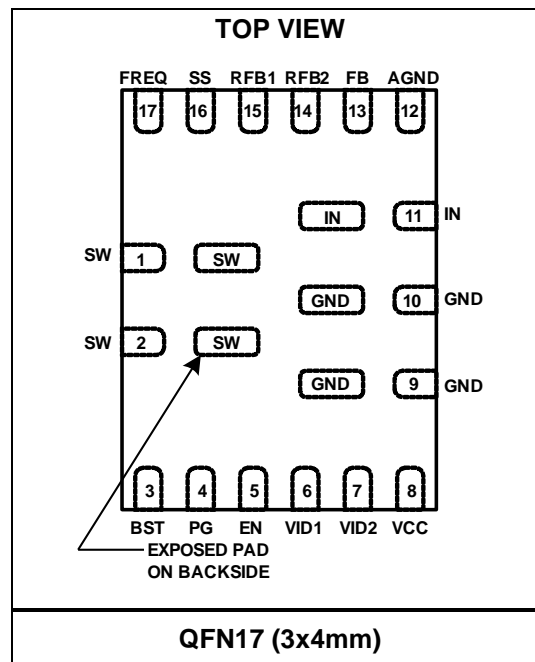 TOP VIEW
FREQ SS RFB1 RFB2 FB AGND
17 16 15 14 13 12
IN 11 IN
SW 1 SW
GND 10 GND
SW 2 SW
GND 9 GND
3 4 5 6 7 8
BST PG EN VID1 VID2 VCC
EXPOSED PAD
ON BACKSIDE
QFN17 (3x4mm)